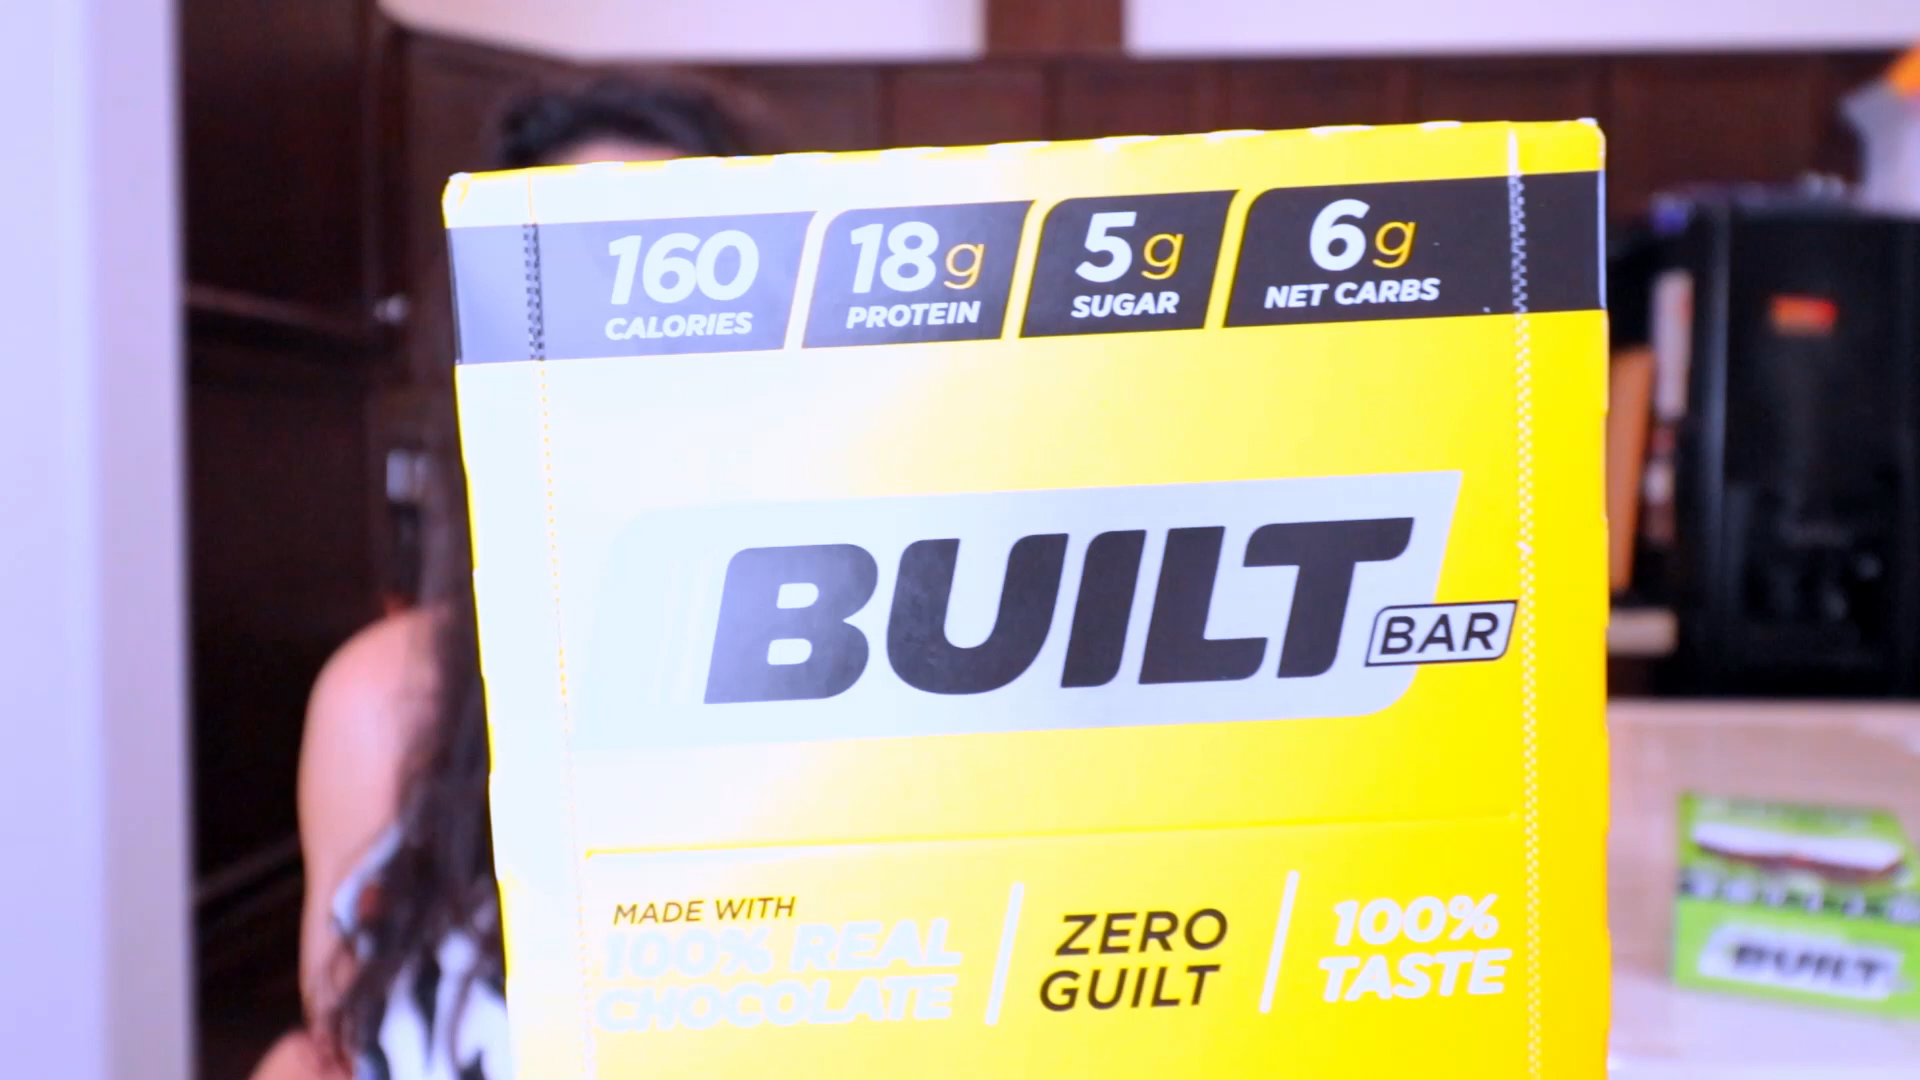 160 18g 5g 6g
CALORIES PROTEIN SUGAR NET CARBS
BUILT
BAR
MADE WITH
100% REAL
CHOCOLATE
ZERO
GUILT
100%
TASTE
BUILT